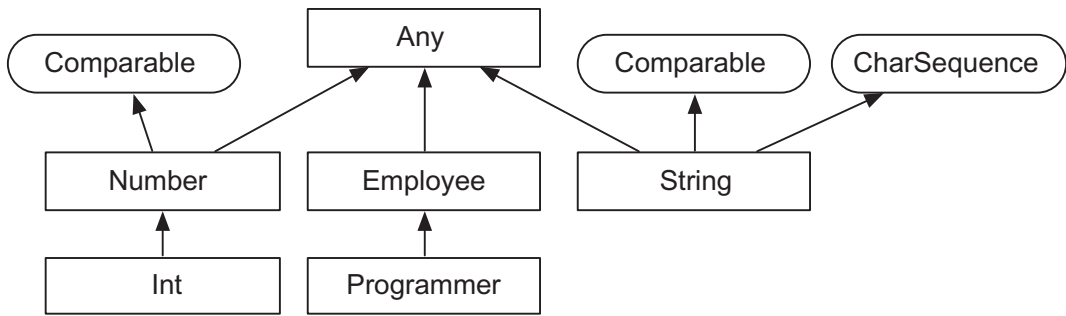 Any
Comparable
Comparable
CharSequence
Number
Employee
String
Int
Programmer